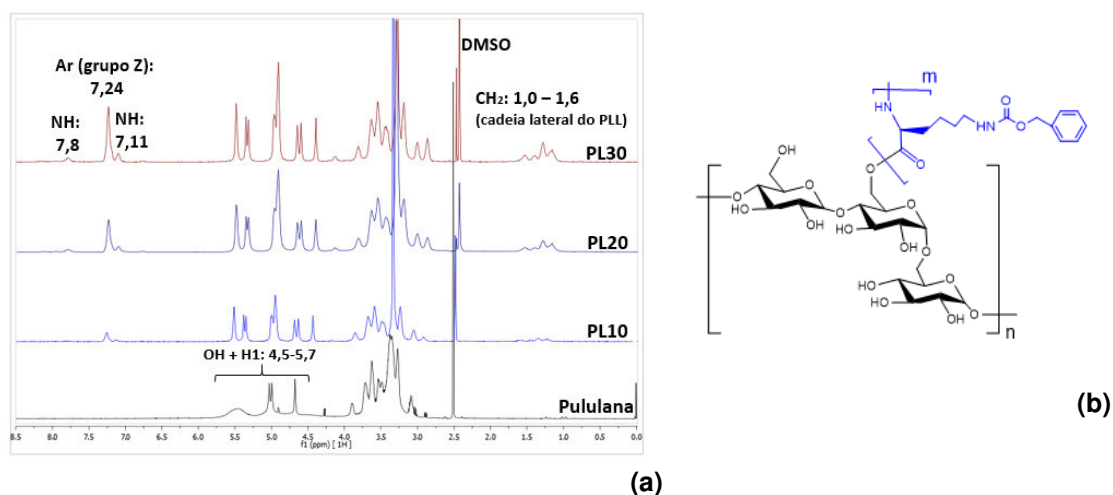 DMSO
Ar (grupo Z):
7,24
NH:
7,8
NH:
7,11
CH₂: 1,0 – 1,6
(cadeia lateral do PLL)
PL30
PL20
PL10
OH + H1: 4,5-5,7
Pululana
8.5 8.0 7.5 7.0 6.5 6.0 5.5 5.0 4.5 4.0 3.5 3.0 2.5 2.0 1.5 1.0 0.5 0.0
f1 (ppm) [ 1H ]
(a)
m
HN
NH
O
O
O
O
O
OH
O
O
HO
HO
O
O
HO
OH
O
O
HO
HO
OH
O
n
(b)